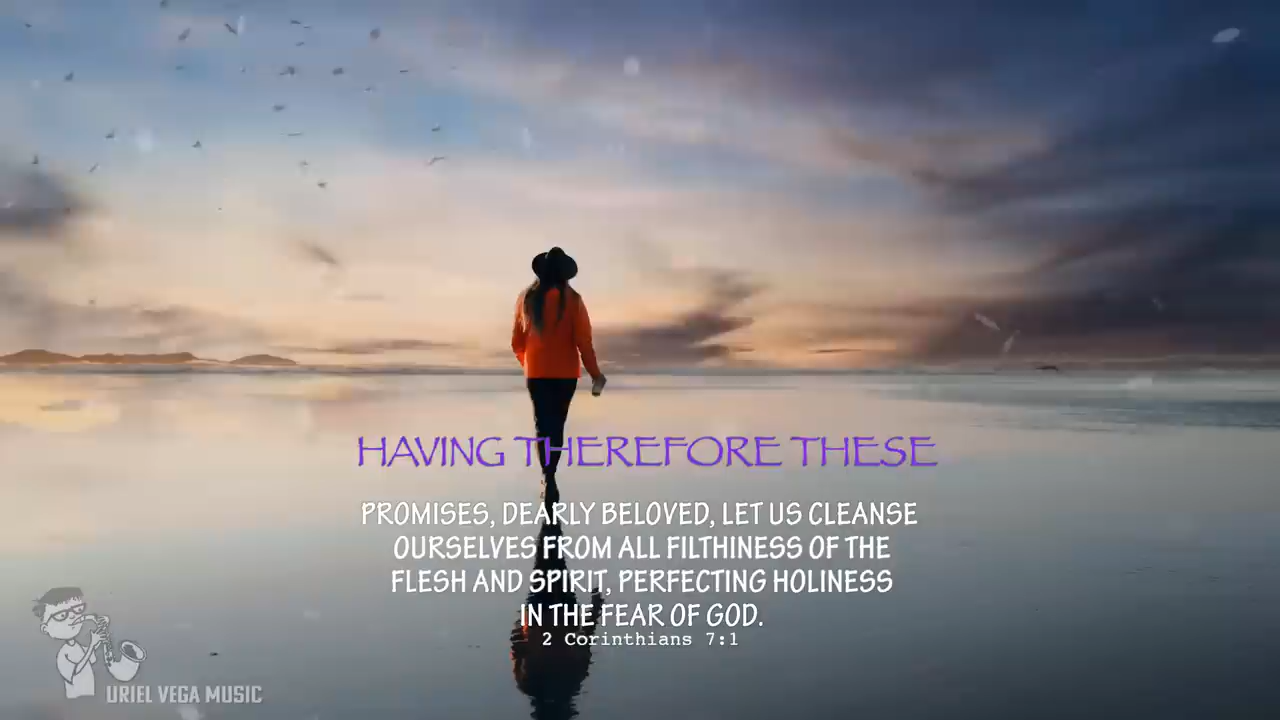 HAVING THEREFORE THESE
PROMISES, DEARLY BELOVED, LET US CLEANSE
OURSELVES FROM ALL FILTHINESS OF THE
FLESH AND SPIRIT, PERFECTING HOLINESS
IN THE FEAR OF GOD.
2 Corinthians 7:1
URIEL VEGA MUSIC